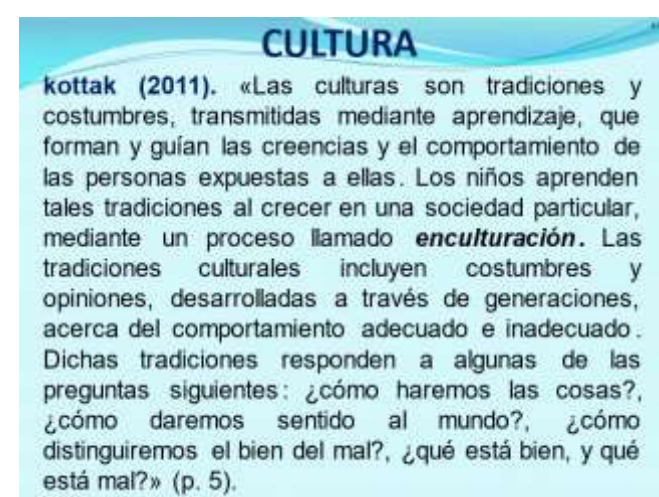 CULTURA
kottak (2011). «Las culturas son tradiciones y
costumbres, transmitidas mediante aprendizaje, que
forman y guían las creencias y el comportamiento de
las personas expuestas a ellas. Los niños aprenden
tales tradiciones al crecer en una sociedad particular,
mediante un proceso llamado enculturación. Las
tradiciones culturales incluyen costumbres y
opiniones, desarrolladas a través de generaciones,
acerca del comportamiento adecuado e inadecuado.
Dichas tradiciones responden a algunas de las
preguntas siguientes: ¿cómo haremos las cosas?,
¿cómo daremos sentido al mundo?, ¿cómo
distinguiremos el bien del mal?, ¿qué está bien, y qué
está mal?» (p. 5).